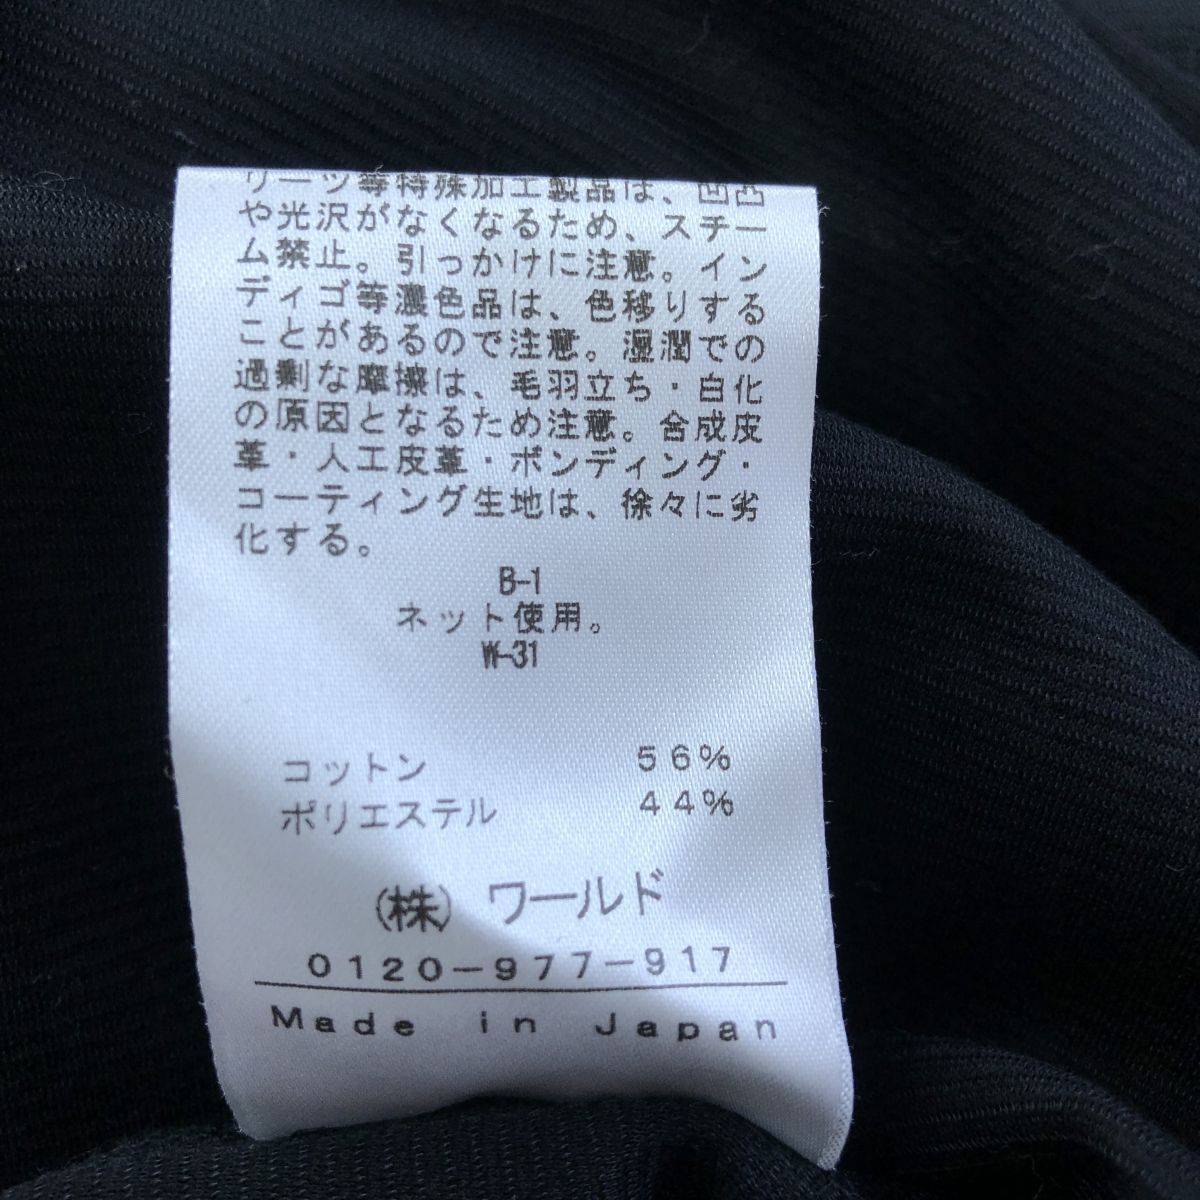 リーツ等特殊加工製品は、凹凸
や光沢がなくなるため、スチー
ム禁止。引っかけに注意。イン
ディゴ等濃色品は、色移りする
ことがあるので注意。湿潤での
過剰な摩擦は、毛羽立ち・白化
の原因となるため注意。合成皮
革・人工皮革・ボンディング・
コーティング生地は、徐々に劣
化する。
B-1
ネット使用。
W-31
コットン 56%
ポリエステル 44%
(株) ワールド
0120-977-917
Made in Japan